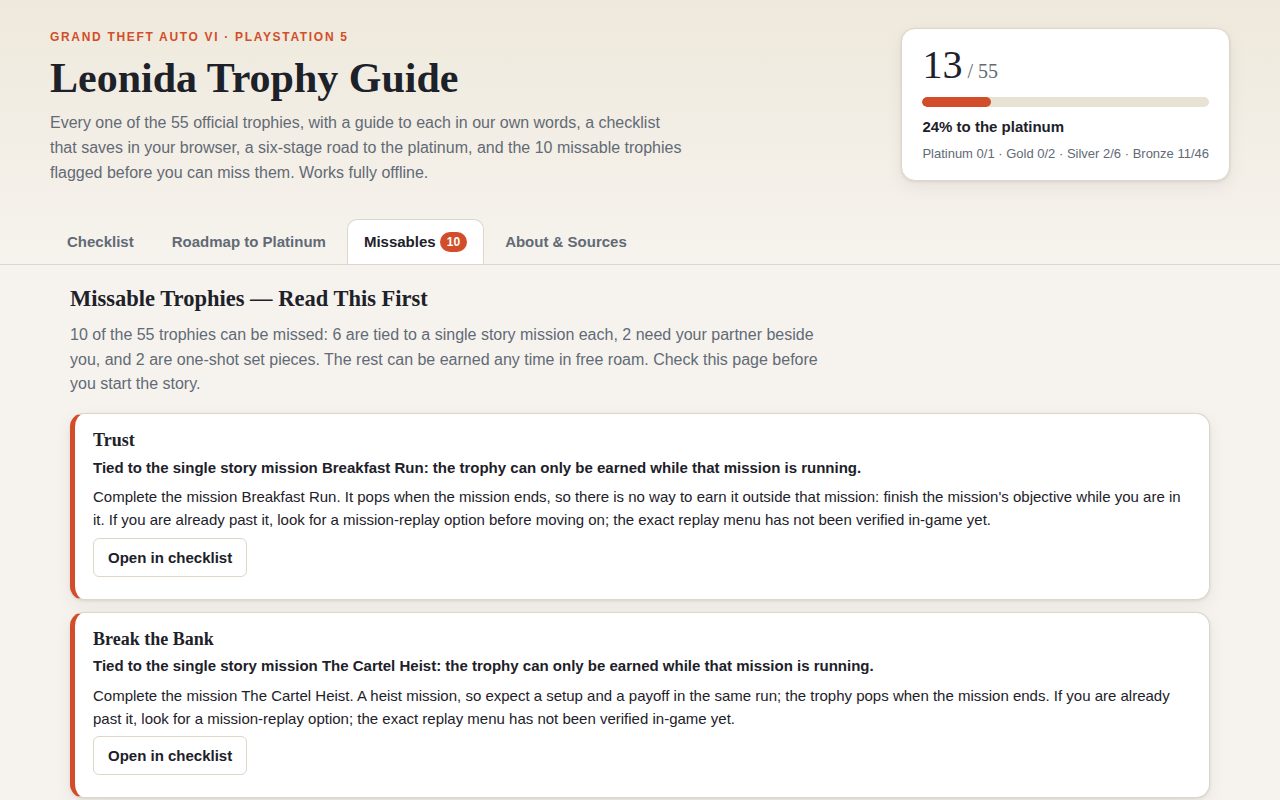 GRAND THEFT AUTO VI · PLAYSTATION 5
Leonida Trophy Guide
Every one of the 55 official trophies, with a guide to each in our own words, a checklist
that saves in your browser, a six-stage road to the platinum, and the 10 missable trophies
flagged before you can miss them. Works fully offline.
13 / 55
24% to the platinum
Platinum 0/1 · Gold 0/2 · Silver 2/6 · Bronze 11/46
Checklist
Roadmap to Platinum
Missables 10
About & Sources
Missable Trophies — Read This First
10 of the 55 trophies can be missed: 6 are tied to a single story mission each, 2 need your partner beside
you, and 2 are one-shot set pieces. The rest can be earned any time in free roam. Check this page before
you start the story.
Trust
Tied to the single story mission Breakfast Run: the trophy can only be earned while that mission is running.
Complete the mission Breakfast Run. It pops when the mission ends, so there is no way to earn it outside that mission: finish the mission's objective while you are in
it. If you are already past it, look for a mission-replay option before moving on; the exact replay menu has not been verified in-game yet.
Open in checklist
Break the Bank
Tied to the single story mission The Cartel Heist: the trophy can only be earned while that mission is running.
Complete the mission The Cartel Heist. A heist mission, so expect a setup and a payoff in the same run; the trophy pops when the mission ends. If you are already
past it, look for a mission-replay option; the exact replay menu has not been verified in-game yet.
Open in checklist